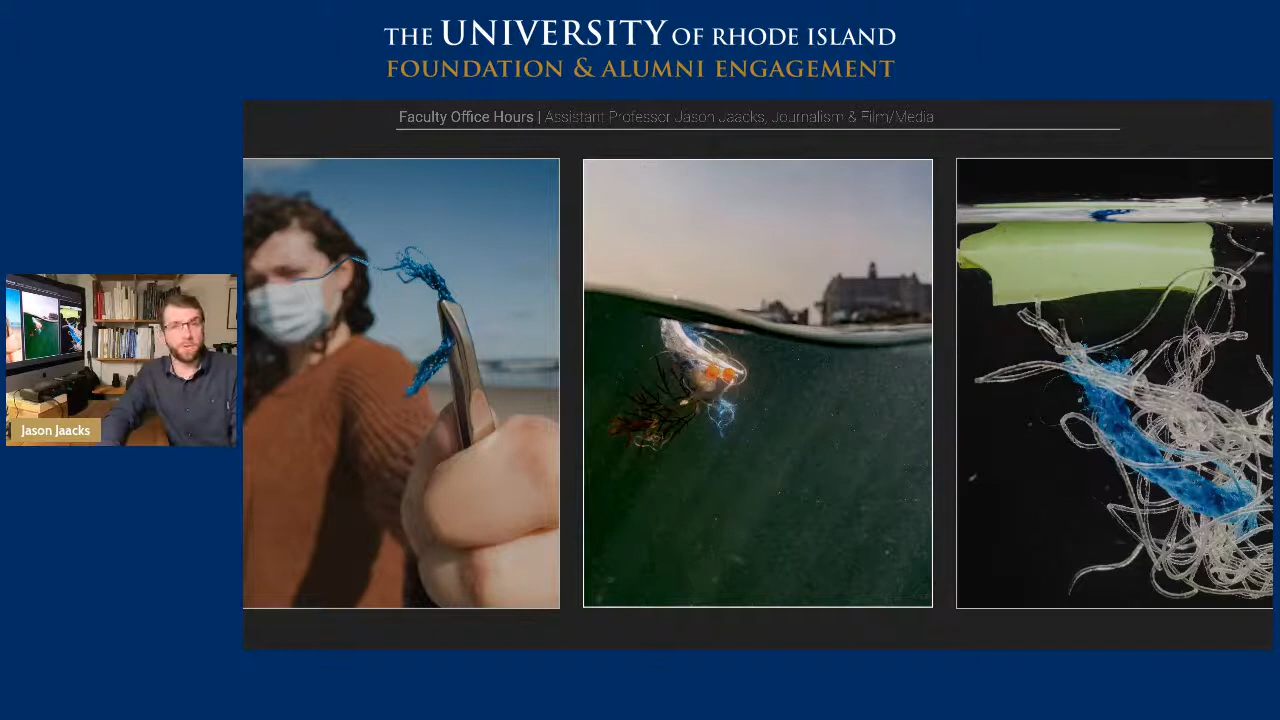 THE UNIVERSITY OF RHODE ISLAND
FOUNDATION & ALUMNI ENGAGEMENT
Faculty Office Hours | Assistant Professor Jason Jaacks, Journalism & Film/Media
Jason Jaacks